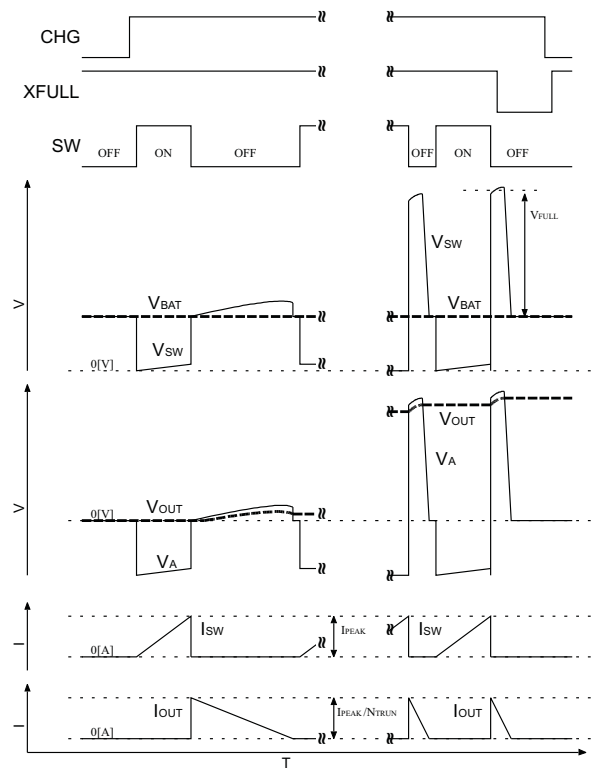 CHG
XFULL
SW
OFF ON OFF OFF ON OFF
VSW
VFULL
VBAT VBAT
V
VSW
0[V]
VOUT
VA
V
VOUT
0[V]
VA
ISW IPEAK ISW
I
0[A]
IOUT IPEAK/NTRUN IOUT
I
0[A]
T